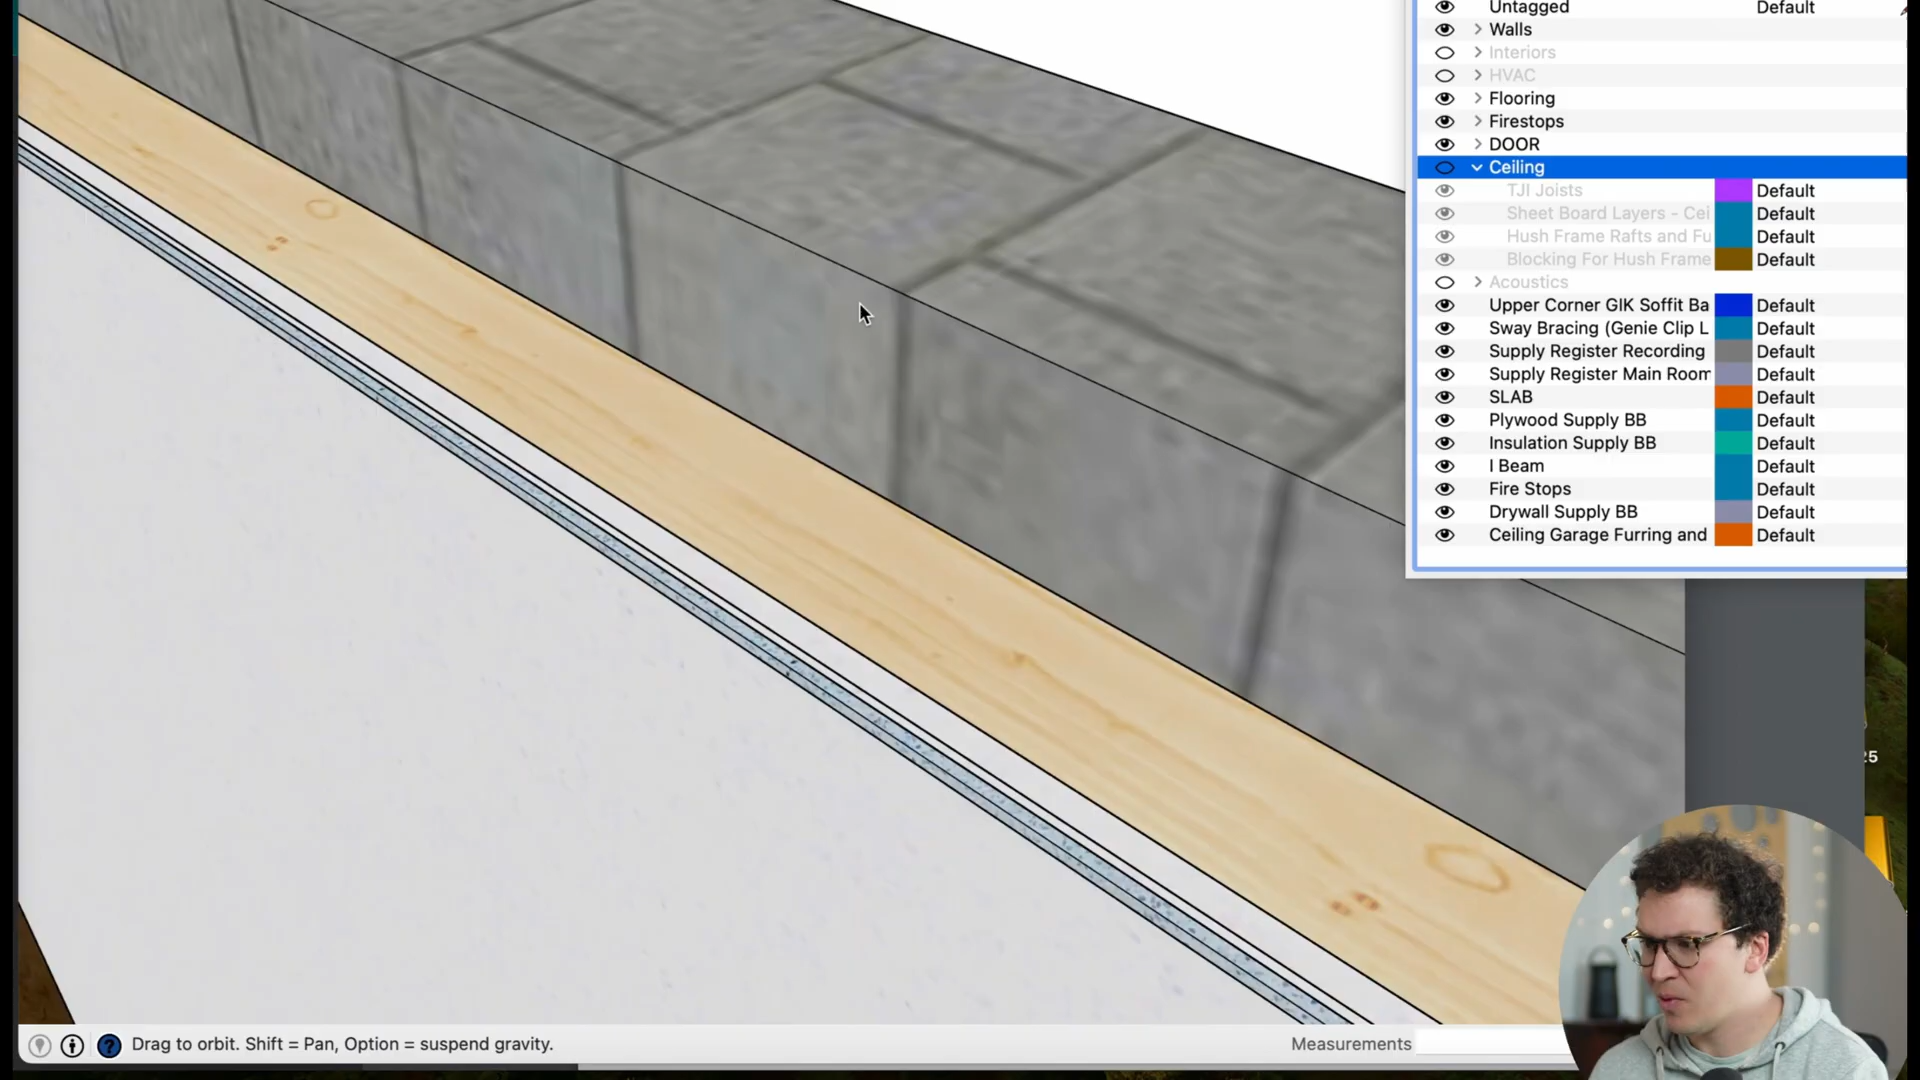 Untagged Default
Walls
Interiors
HVAC
Flooring
Firestops
DOOR
Ceiling
TJI Joists Default
Sheet Board Layers - Cei Default
Hush Frame Rafts and Fu Default
Blocking For Hush Frame Default
Acoustics
Upper Corner GIK Soffit Ba Default
Sway Bracing (Genie Clip L Default
Supply Register Recording Default
Supply Register Main Room Default
SLAB Default
Plywood Supply BB Default
Insulation Supply BB Default
I Beam Default
Fire Stops Default
Drywall Supply BB Default
Ceiling Garage Furring and Default
25
Drag to orbit. Shift = Pan, Option = suspend gravity.
Measurements